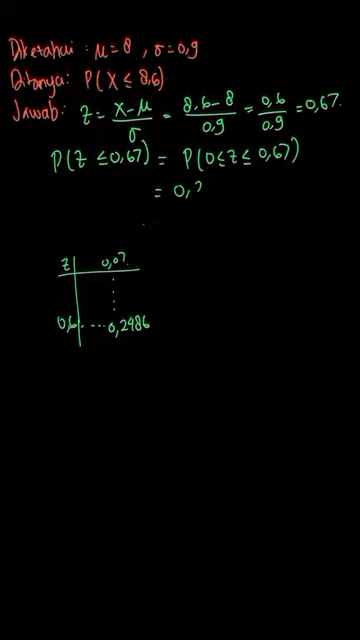 Diketahui: μ = 8 , σ = 0,9
Ditanya: P(X ≤ 8,6)
Jawab: Z = X-μ/σ = 8,6-8/0,9 = 0,6/0,9 = 0,67.
P(Z ≤ 0,67) = P(0 ≤ Z ≤ 0,67)
= 0,2
Z 0,07
0,6 .... 0,2486